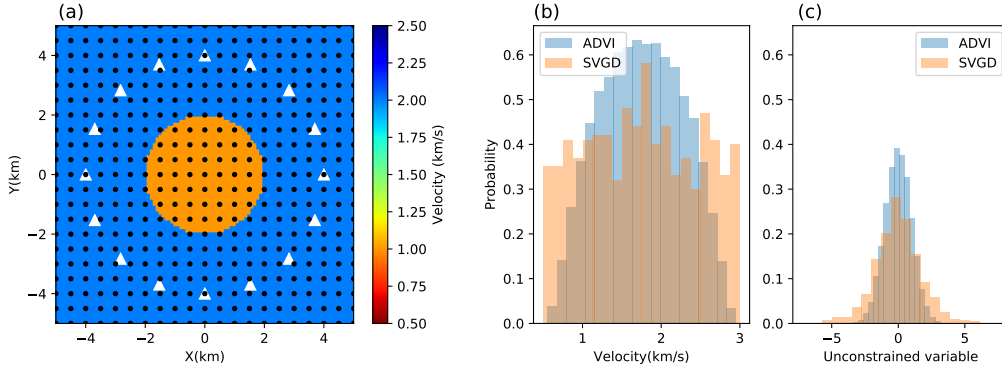 (a)
Y(km)
4
2
0
−2
−4
−4 −2 0 2 4
X(km)
2.50
2.25
2.00
1.75
1.50
1.25
1.00
0.75
0.50
Velocity (km/s)
(b)
ADVI
SVGD
Probability
0.6
0.5
0.4
0.3
0.2
0.1
0.0
1 2 3
Velocity(km/s)
(c)
ADVI
SVGD
0.6
0.5
0.4
0.3
0.2
0.1
0.0
−5 0 5
Unconstrained variable